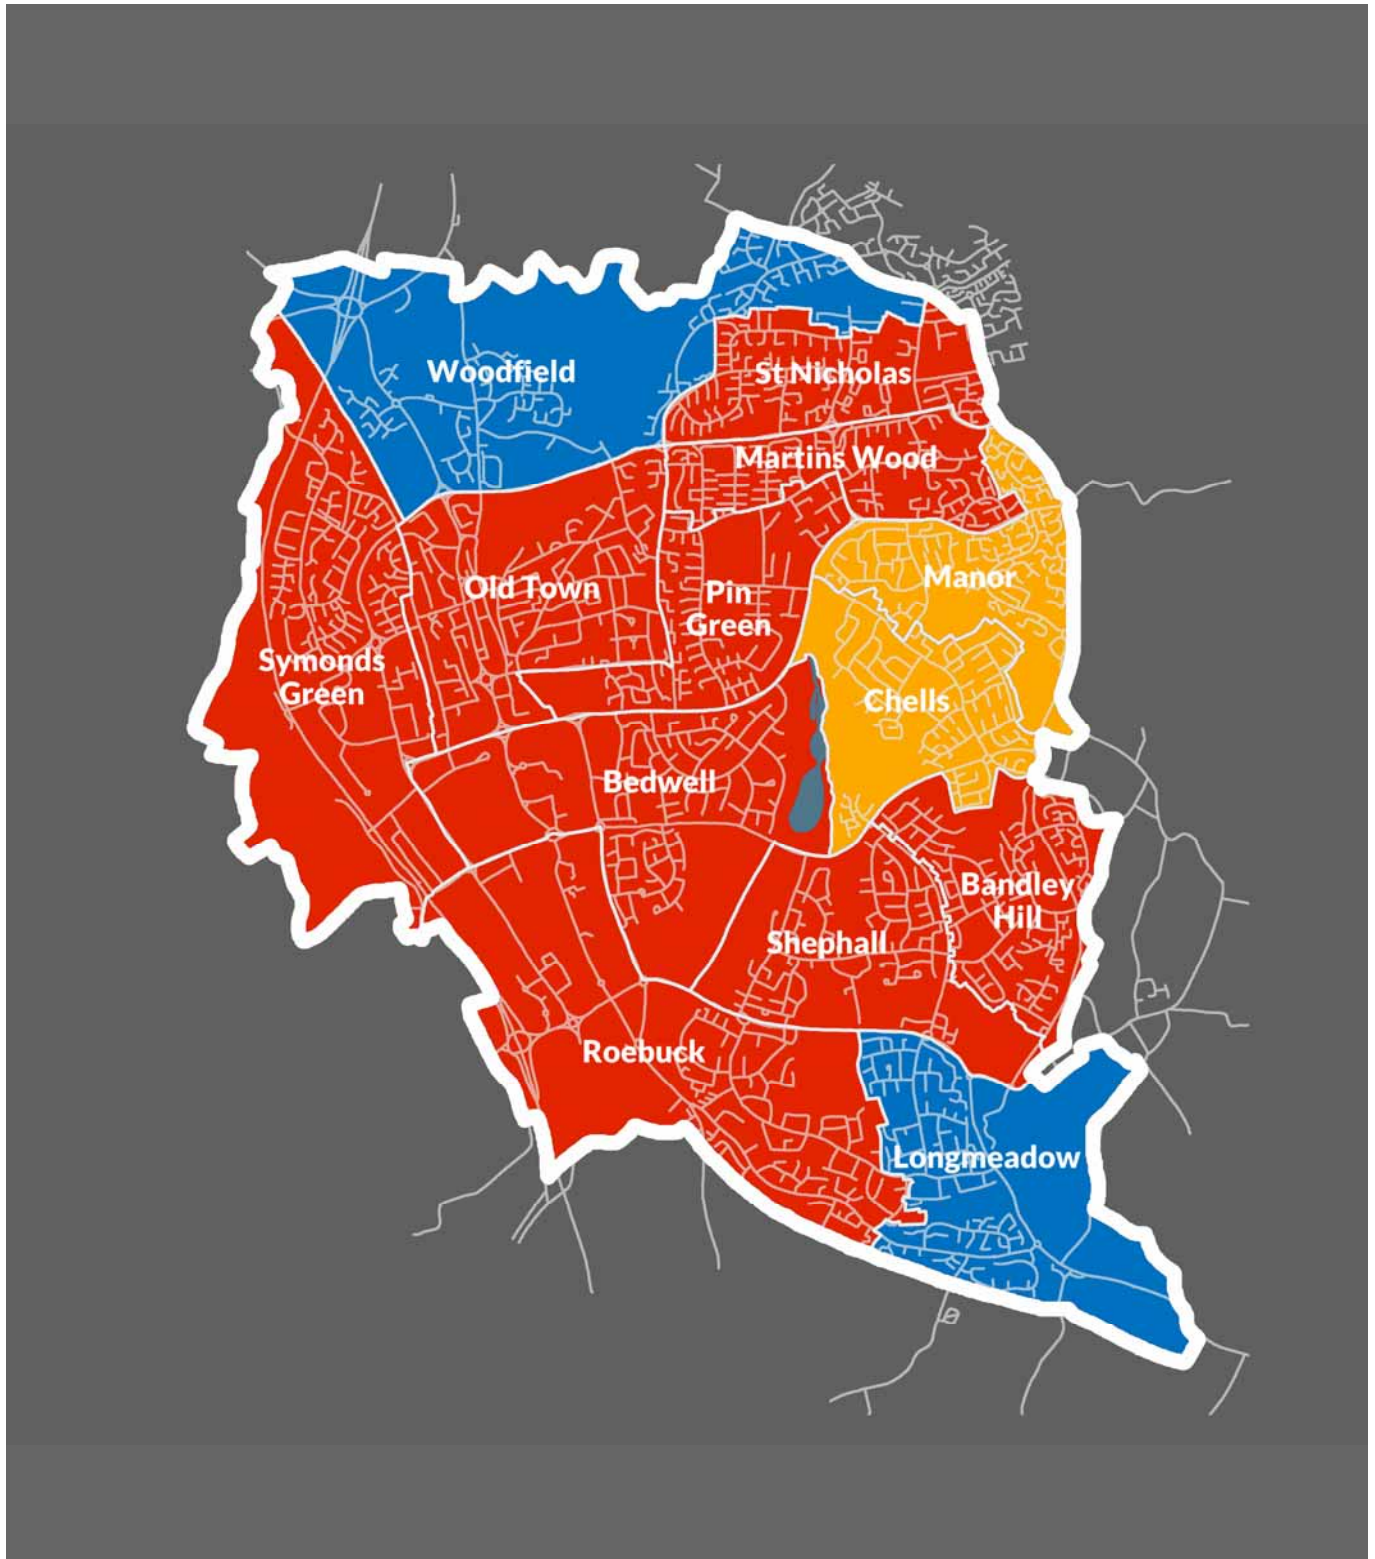 Woodfield
St Nicholas
Martins Wood
Manor
Old Town
Pin
Green
Symonds
Green
Chells
Bedwell
Bandley
Hill
Shephall
Roebuck
Longmeadow